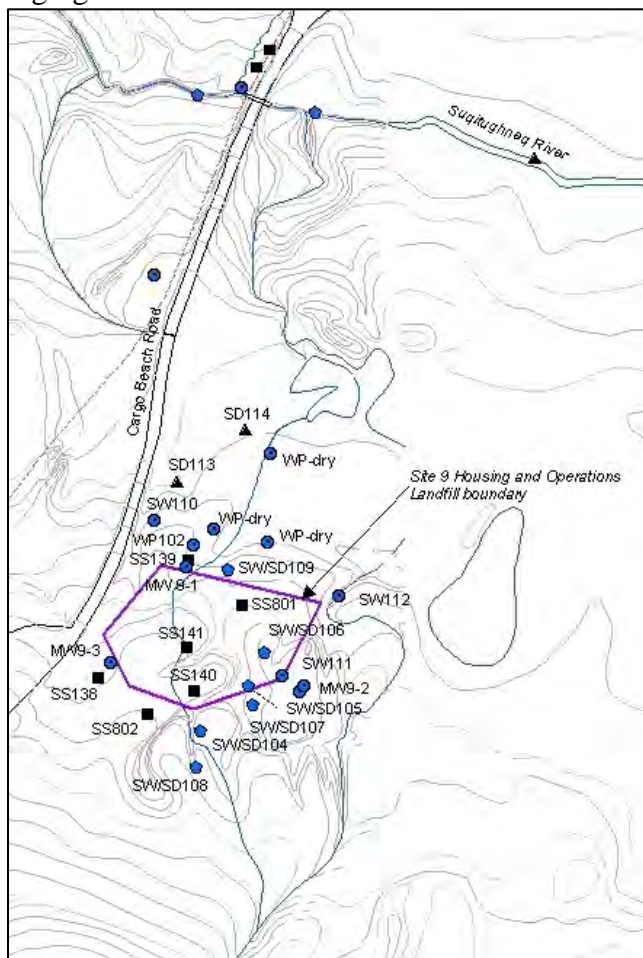 Sugitughneq River
Cargo Beach Road
SD114
WP-dry
SD113
Site 9 Housing and Operations
Landfill boundary
SW110
WP-dry
WP102
WP-dry
SS139
SW/SD109
MW9-1
SS801
SW112
SW/SD106
SS141
MW9-3
SW111
SS138
MW9-2
SS140
SW/SD105
SS802
SW/SD107
SW/SD104
SW/SD108